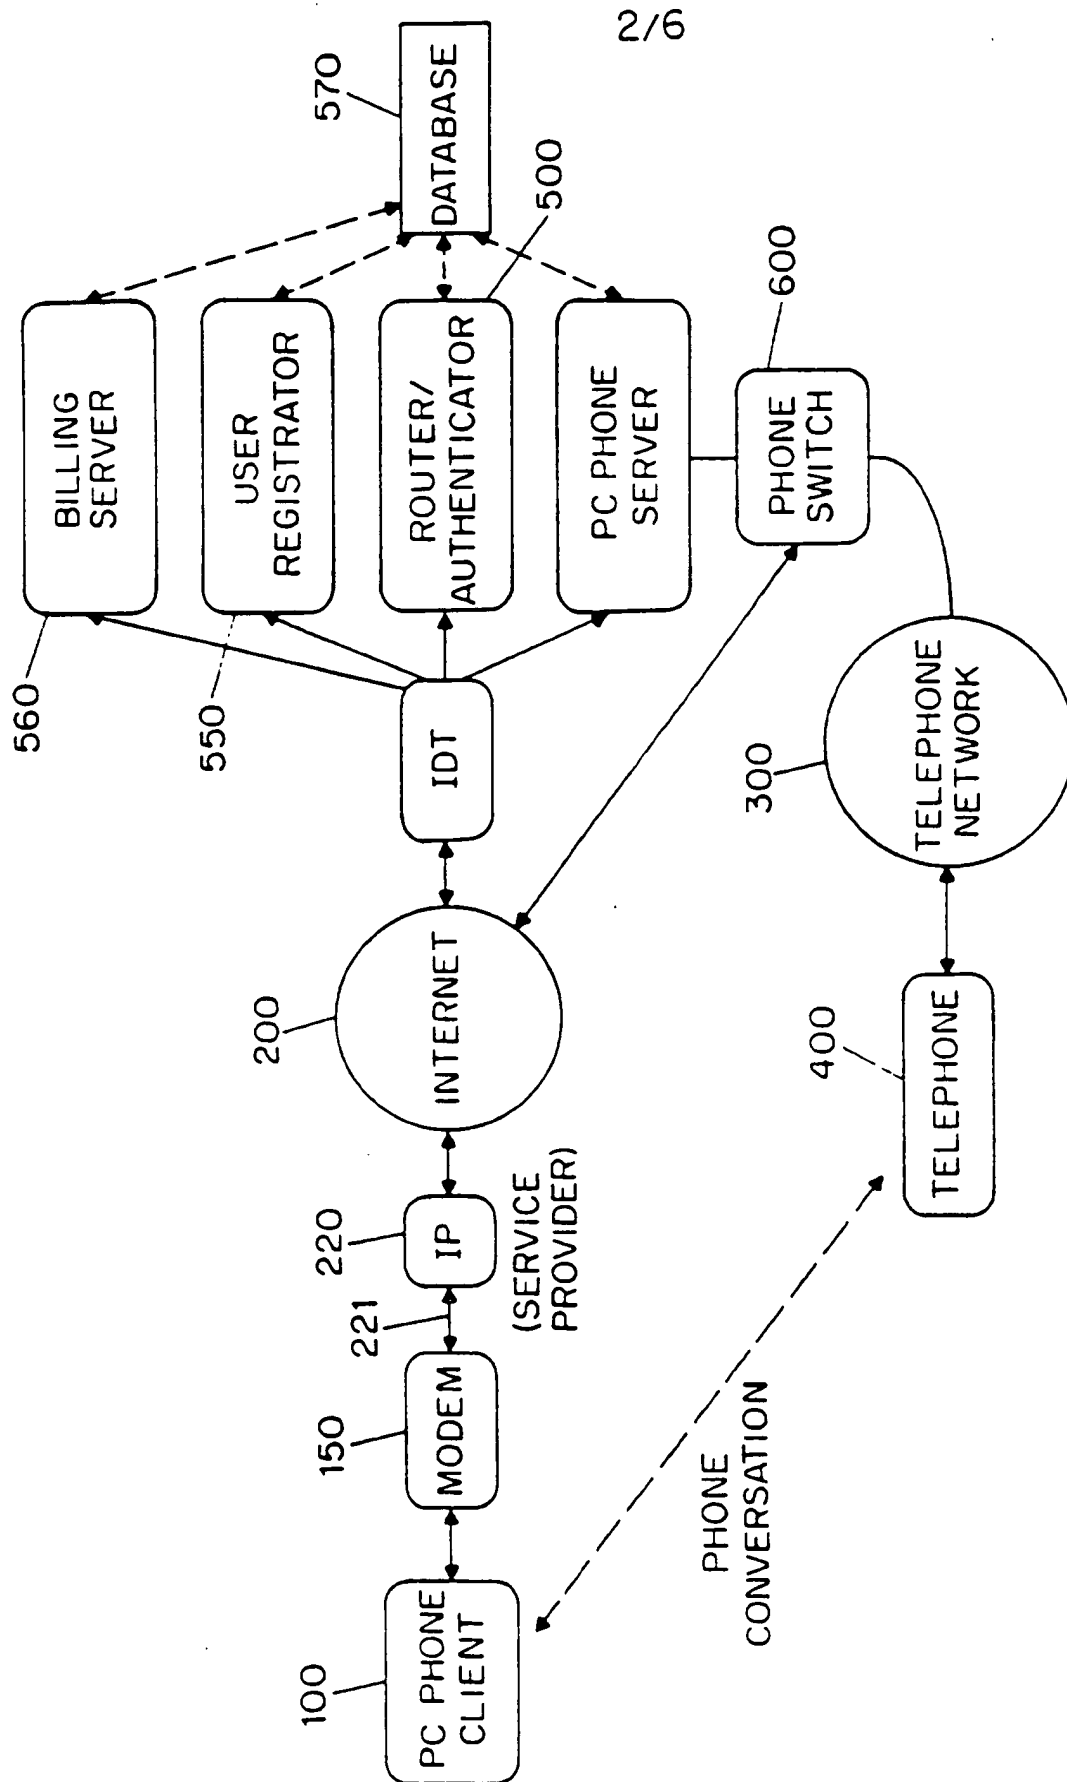 2/6
560
BILLING
SERVER
550
USER
REGISTRATOR
570
DATABASE
ROUTER/
AUTHENTICATOR
500
PC PHONE
SERVER
600
PHONE
SWITCH
IDT
200
INTERNET
220
IP
(SERVICE
PROVIDER)
221
150
MODEM
100
PC PHONE
CLIENT
PHONE
CONVERSATION
400
TELEPHONE
300
TELEPHONE
NETWORK